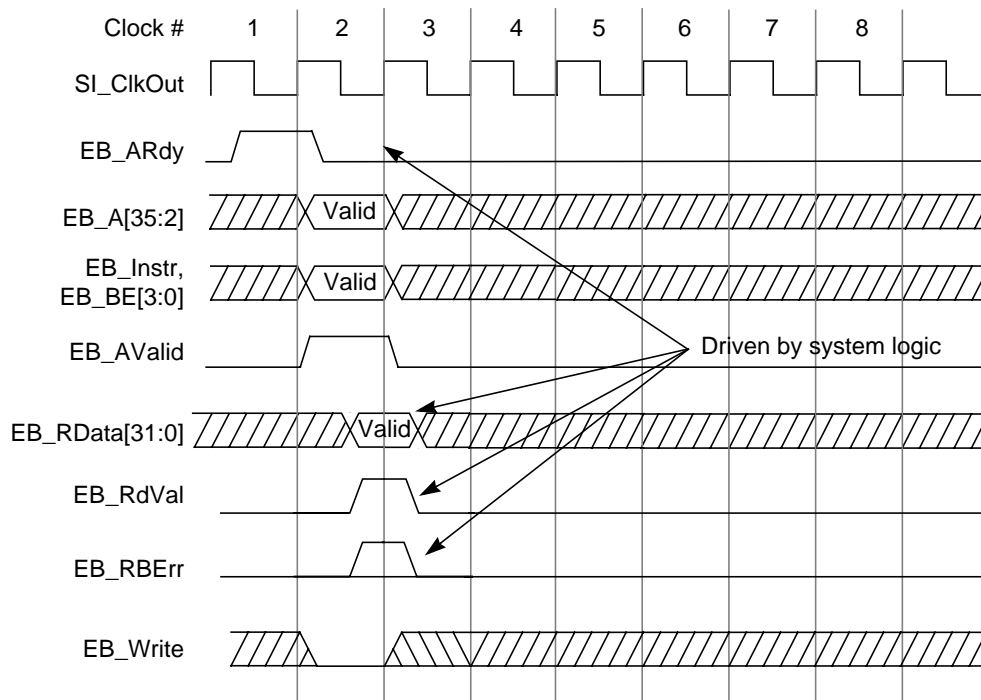 Clock # 1 2 3 4 5 6 7 8
SI_ClkOut
EB_ARdy
EB_A[35:2] Valid
EB_Instr,
EB_BE[3:0] Valid
EB_AValid
Driven by system logic
EB_RData[31:0] Valid
EB_RdVal
EB_RBErr
EB_Write